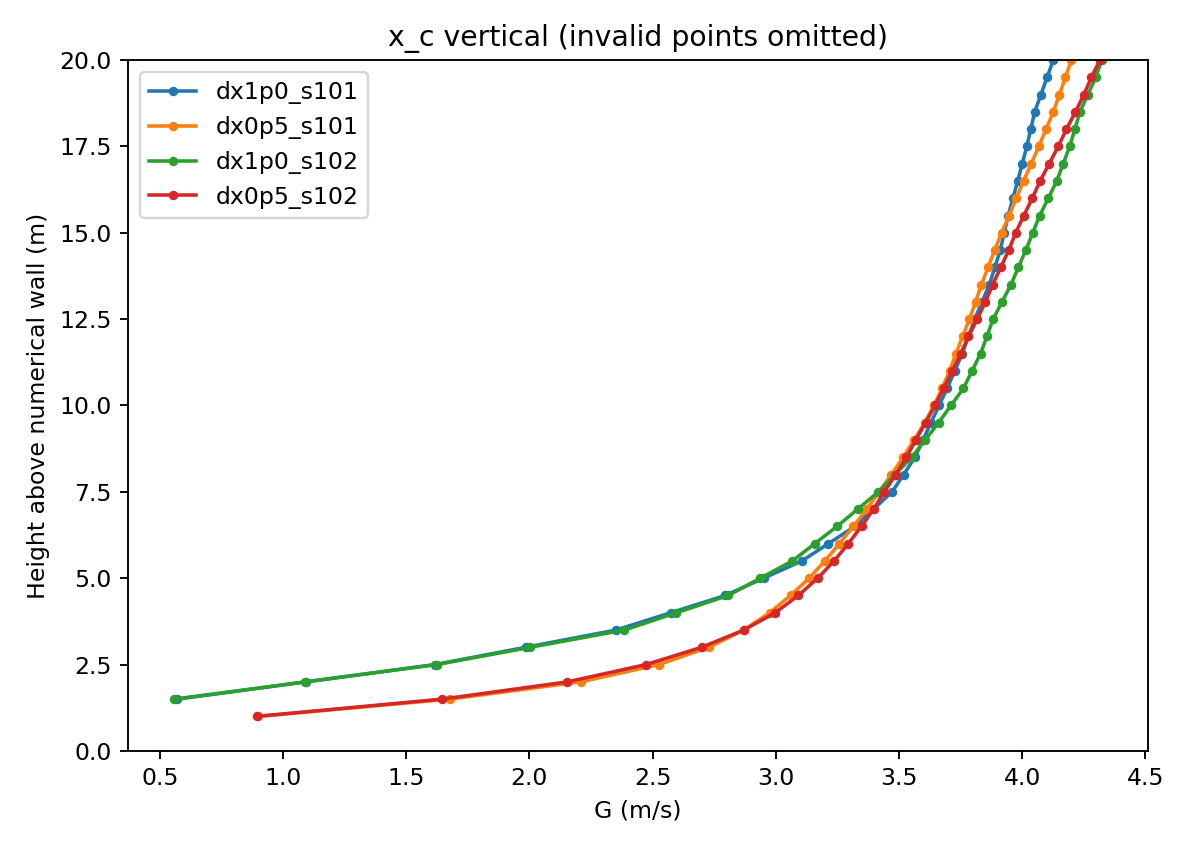 x_c vertical (invalid points omitted)
20.0
17.5
15.0
12.5
10.0
7.5
5.0
2.5
0.0
Height above numerical wall (m)
dx1p0_s101
dx0p5_s101
dx1p0_s102
dx0p5_s102
0.5 1.0 1.5 2.0 2.5 3.0 3.5 4.0 4.5
G (m/s)